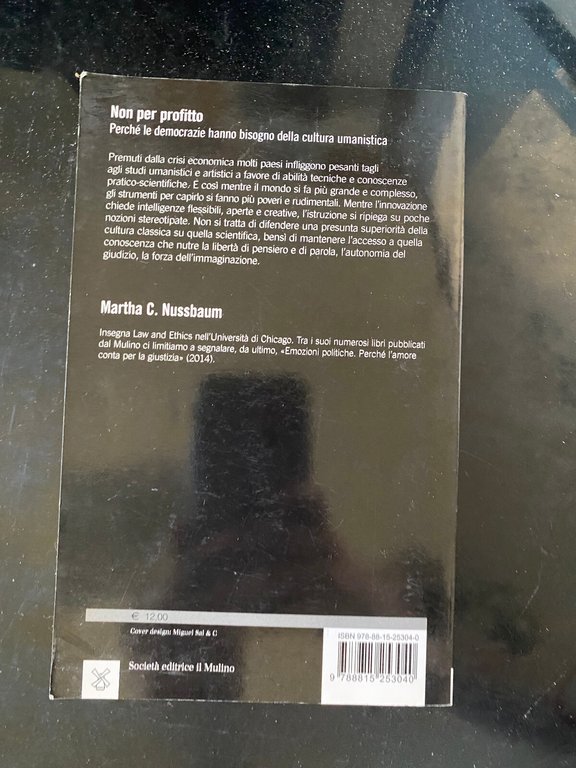 Non per profitto
Perché le democrazie hanno bisogno della cultura umanistica
Premuti dalla crisi economica molti paesi infliggono pesanti tagli
agli studi umanistici e artistici a favore di abilità tecniche e conoscenze
pratico-scientifiche. E così mentre il mondo si fa più grande e complesso,
gli strumenti per capirlo si fanno più poveri e rudimentali. Mentre l'innovazione
chiede intelligenze flessibili, aperte e creative, l'istruzione si ripiega su poche
nozioni stereotipate. Non si tratta di difendere una presunta superiorità della
cultura classica su quella scientifica, bensì di mantenere l'accesso a quella
conoscenza che nutre la libertà di pensiero e di parola, l'autonomia del
giudizio, la forza dell'immaginazione.
Martha C. Nussbaum
Insegna Law and Ethics nell'Università di Chicago. Tra i suoi numerosi libri pubblicati
dal Mulino ci limitiamo a segnalare, da ultimo, «Emozioni politiche. Perché l'amore
conta per la giustizia» (2014).
€ 12,00
Cover design: Miguel Sal & C
Società editrice il Mulino
ISBN 978-88-15-25304-0
9 788815 253040